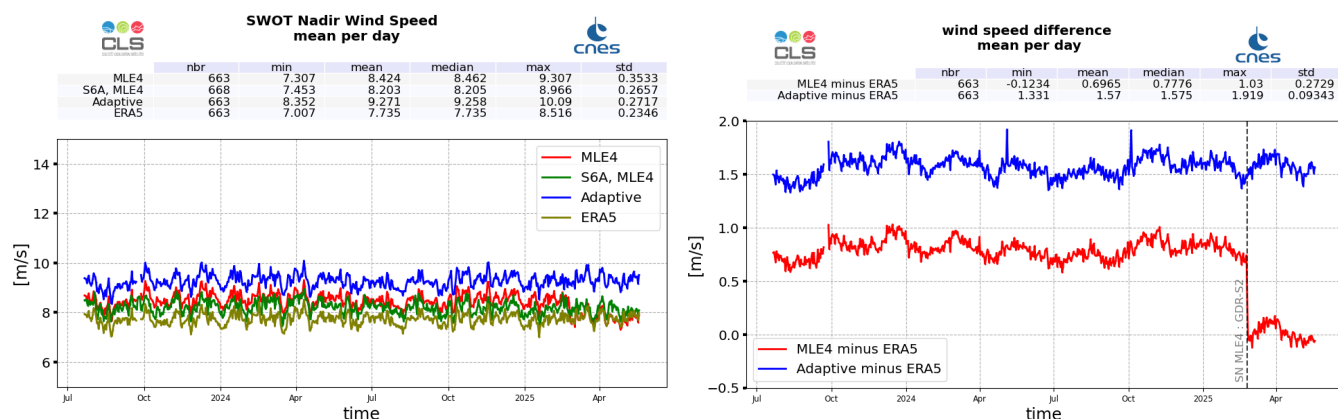 SWOT Nadir Wind Speed
mean per day
CLS
cnes
nbr min mean median max std
MLE4 663 7.307 8.424 8.462 9.307 0.3533
S6A, MLE4 668 7.453 8.203 8.205 8.966 0.2657
Adaptive 663 8.352 9.271 9.258 10.09 0.2717
ERA5 663 7.007 7.735 7.735 8.516 0.2346
14
12
10
8
6
[m/s]
MLE4
S6A, MLE4
Adaptive
ERA5
Jul Oct 2024 Apr Jul Oct 2025 Apr
time
wind speed difference
mean per day
CLS
cnes
nbr min mean median max std
MLE4 minus ERA5 663 -0.1234 0.6965 0.7776 1.03 0.2729
Adaptive minus ERA5 663 1.331 1.57 1.575 1.919 0.09343
2.0
1.5
1.0
0.5
0.0
−0.5
[m/s]
SN MLE4 : GDR-S2
MLE4 minus ERA5
Adaptive minus ERA5
Jul Oct 2024 Apr Jul Oct 2025 Apr
time